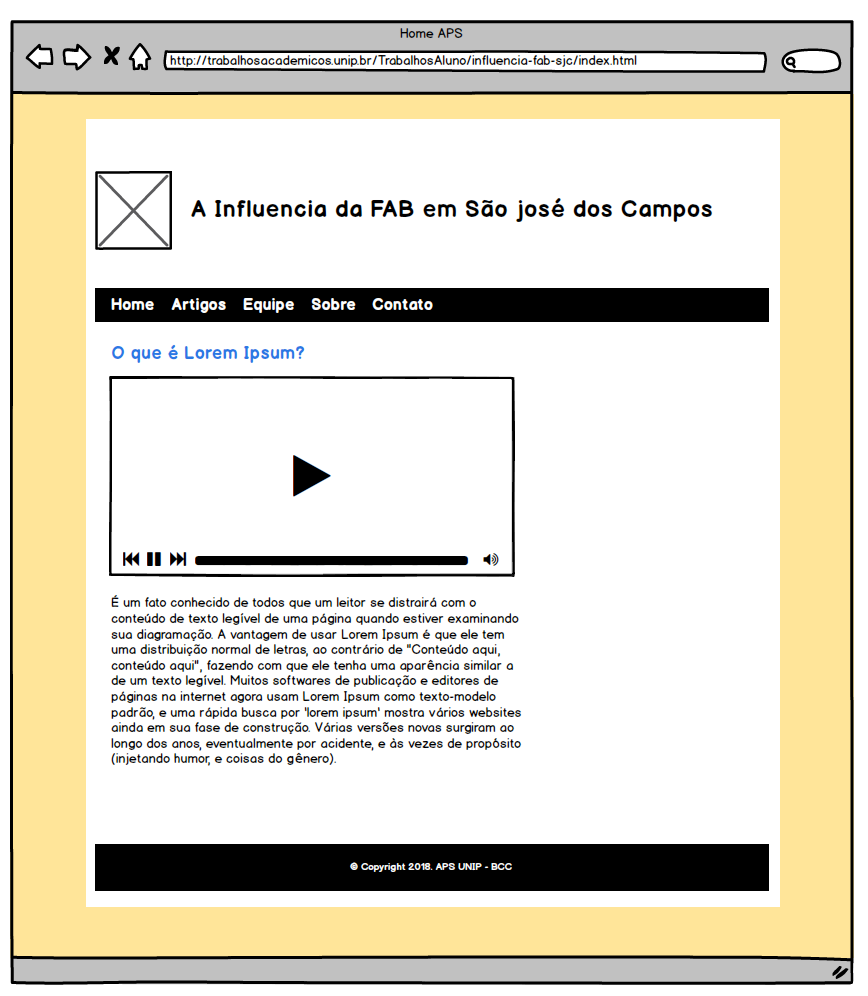 Home APS
http://trabalhosacademicos.unip.br/TrabalhosAluno/influencia-fab-sjc/index.html
A Influencia da FAB em São josé dos Campos
Home Artigos Equipe Sobre Contato
O que é Lorem Ipsum?
É um fato conhecido de todos que um leitor se distrairá com o
conteúdo de texto legível de uma página quando estiver examinando
sua diagramação. A vantagem de usar Lorem Ipsum é que ele tem
uma distribuição normal de letras, ao contrário de "Conteúdo aqui,
conteúdo aqui", fazendo com que ele tenha uma aparência similar a
de um texto legível. Muitos softwares de publicação e editores de
páginas na internet agora usam Lorem Ipsum como texto-modelo
padrão, e uma rápida busca por 'lorem ipsum' mostra vários websites
ainda em sua fase de construção. Várias versões novas surgiram ao
longo dos anos, eventualmente por acidente, e às vezes de propósito
(injetando humor, e coisas do gênero).
© Copyright 2018. APS UNIP - BCC